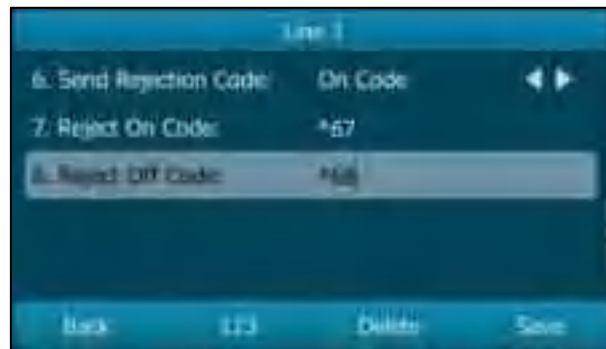 Line 1
6. Send Rejection Code: On Code
7. Reject On Code: *67
8. Reject Off Code: *68
Back 123 Delete Save